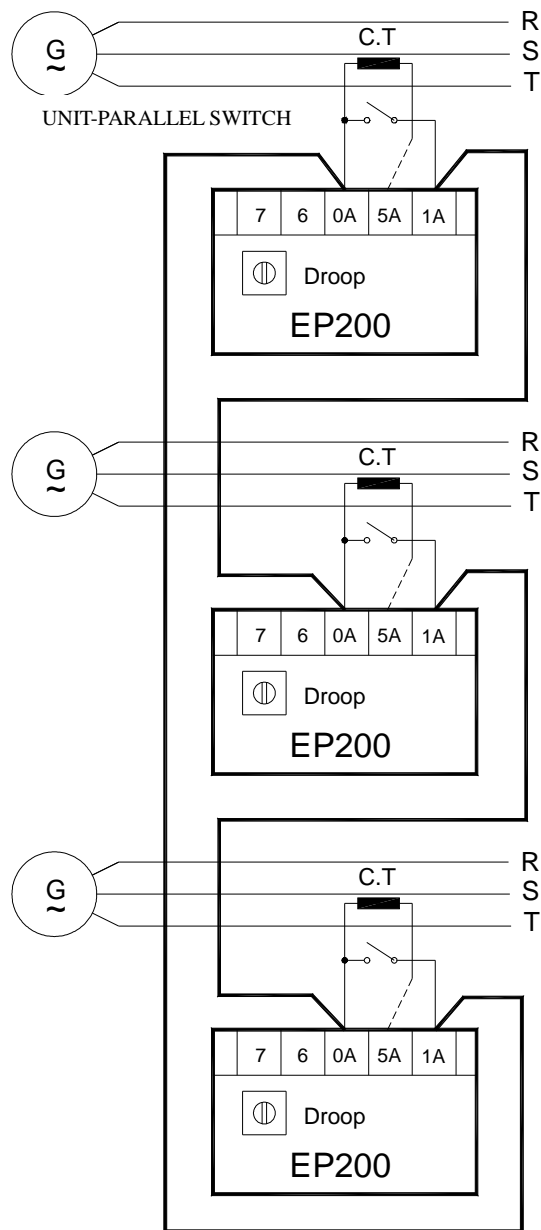 R
G
~
C.T
S
T
UNIT-PARALLEL SWITCH
7 6 0A 5A 1A
Droop
EP200
R
G
~
C.T
S
T
7 6 0A 5A 1A
Droop
EP200
R
G
~
C.T
S
T
7 6 0A 5A 1A
Droop
EP200